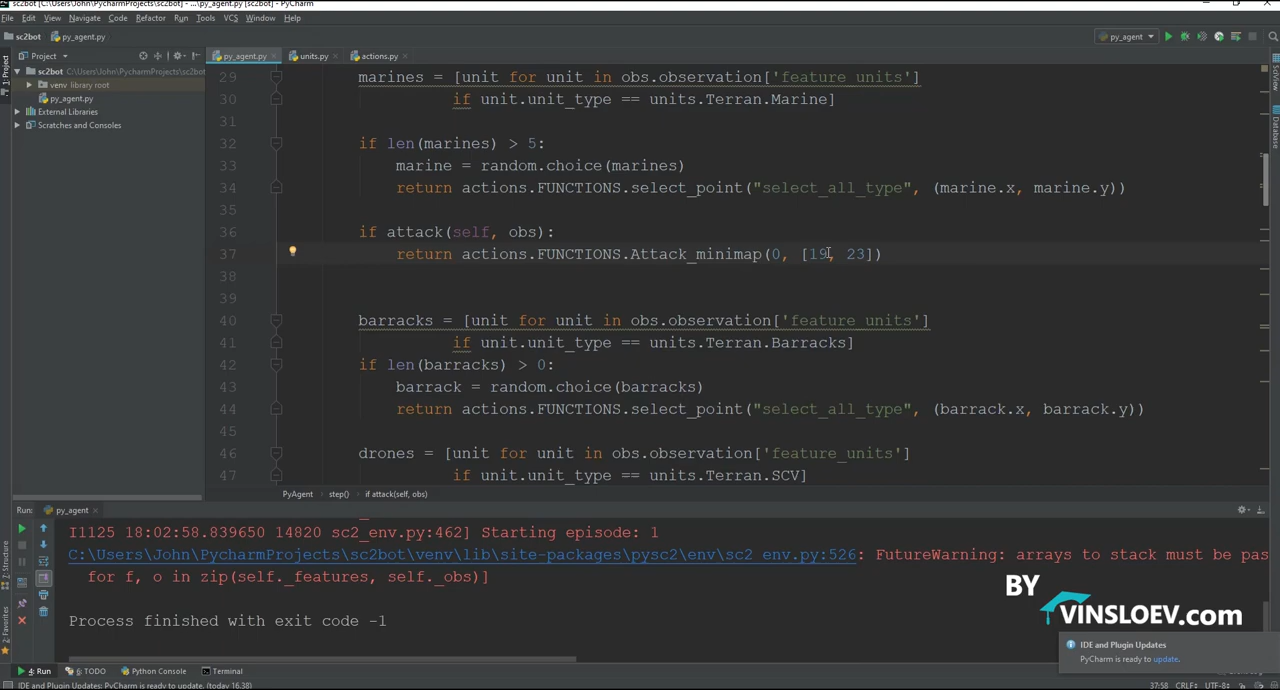 sc2bot [C:\Users\John\PycharmProjects\sc2bot] - ...\py_agent.py [sc2bot] - PyCharm
File Edit View Navigate Code Refactor Run Tools VCS Window Help
sc2bot py_agent.py py_agent
Project py_agent.py units.py actions.py
1: Project
sc2bot C:\Users\John\PycharmProjects\sc2bot
venv library root
py_agent.py
External Libraries
Scratches and Consoles
SciView
Database
29 marines = [unit for unit in obs.observation['feature_units']
30 if unit.unit_type == units.Terran.Marine]
31
32 if len(marines) > 5:
33 marine = random.choice(marines)
34 return actions.FUNCTIONS.select_point("select_all_type", (marine.x, marine.y))
35
36 if attack(self, obs):
37 return actions.FUNCTIONS.Attack_minimap(0, [19, 23])
38
39
40 barracks = [unit for unit in obs.observation['feature_units']
41 if unit.unit_type == units.Terran.Barracks]
42 if len(barracks) > 0:
43 barrack = random.choice(barracks)
44 return actions.FUNCTIONS.select_point("select_all_type", (barrack.x, barrack.y))
45
46 drones = [unit for unit in obs.observation['feature_units']
47 if unit.unit_type == units.Terran.SCV]
PyAgent step() if attack(self, obs)
Run: py_agent
I1125 18:02:58.839650 14820 sc2_env.py:462] Starting episode: 1
C:\Users\John\PycharmProjects\sc2bot\venv\lib\site-packages\pysc2\env\sc2_env.py:526: FutureWarning: arrays to stack must be pas
for f, o in zip(self._features, self._obs)]
Process finished with exit code -1
7: Structure
2: Favorites
BY
VINSLOEV.com
IDE and Plugin Updates
PyCharm is ready to update.
4: Run 6: TODO Python Console Terminal
IDE and Plugin Updates: PyCharm is ready to update. (today 16.38) 37:58 CRLF: UTF-8: